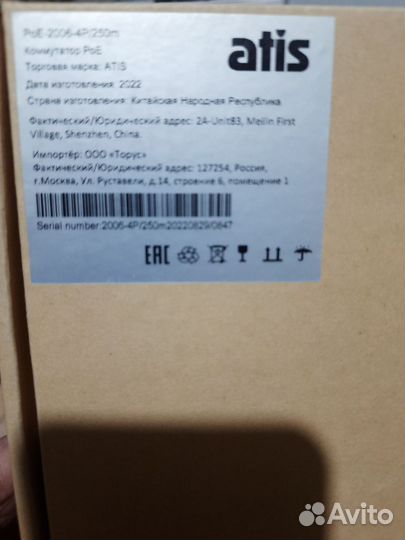 PoE-2006-4P/250m
Коммутатор PoE
Торговая марка: ATIS
atis
Дата изготовления: 2022
Страна изготовления: Китайская Народная Республика
Фактический/Юридический адрес: 2A-Unit83, Meilin First
Village, Shenzhen, China.
Импортёр: ООО «Торус»
Фактический/Юридический адрес: 127254, Россия,
г.Москва, Ул. Руставели, д.14, строение 6, помещение 1
Serial number:2006-4P/250m20220829/0847
EAC
Avito